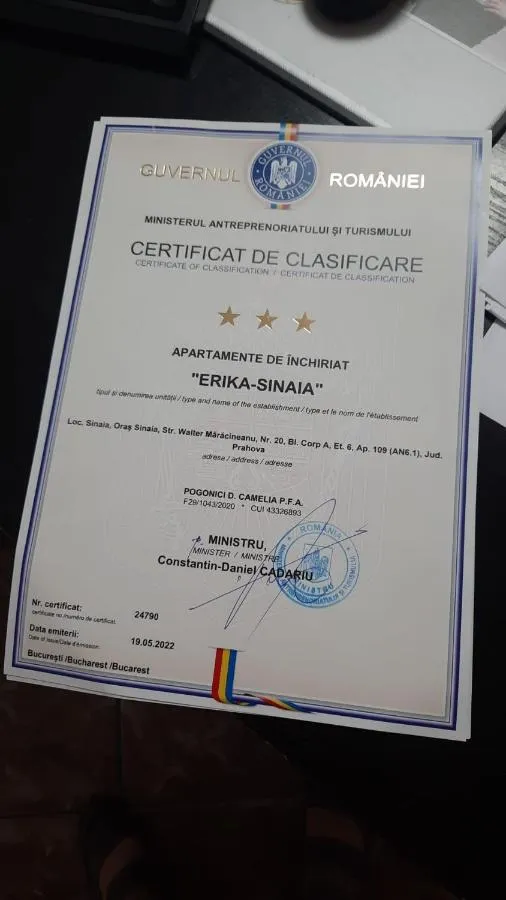 GUVERNUL ROMÂNIEI
GUVERNUL ROMÂNIEI
MINISTERUL ANTREPRENORIATULUI ȘI TURISMULUI
CERTIFICAT DE CLASIFICARE
CERTIFICATE OF CLASSIFICATION / CERTIFICAT DE CLASSIFICATION
APARTAMENTE DE ÎNCHIRIAT
"ERIKA-SINAIA"
tipul și denumirea unității / type and name of the establishment / type et le nom de l'établissement
Loc. Sinaia, Oraș Sinaia, Str. Walter Mărăcineanu, Nr. 20, Bl. Corp A, Et. 6, Ap. 109 (AN6.1), Jud.
Prahova
adresa / address / adresse
POGONICI D. CAMELIA P.F.A.
F29/1043/2020 * CUI 43326893
MINISTRU,
MINISTER / MINISTRE
Constantin-Daniel CADARIU
ROMÂNIA
MINISTRU
ANTREPRENORIATULUI ȘI TURISMULUI
Nr. certificat: 24790
certificate no./numéro de certificat.
Data emiterii: 19.05.2022
Date of issue/Date d'émission:
București /Bucharest /Bucarest